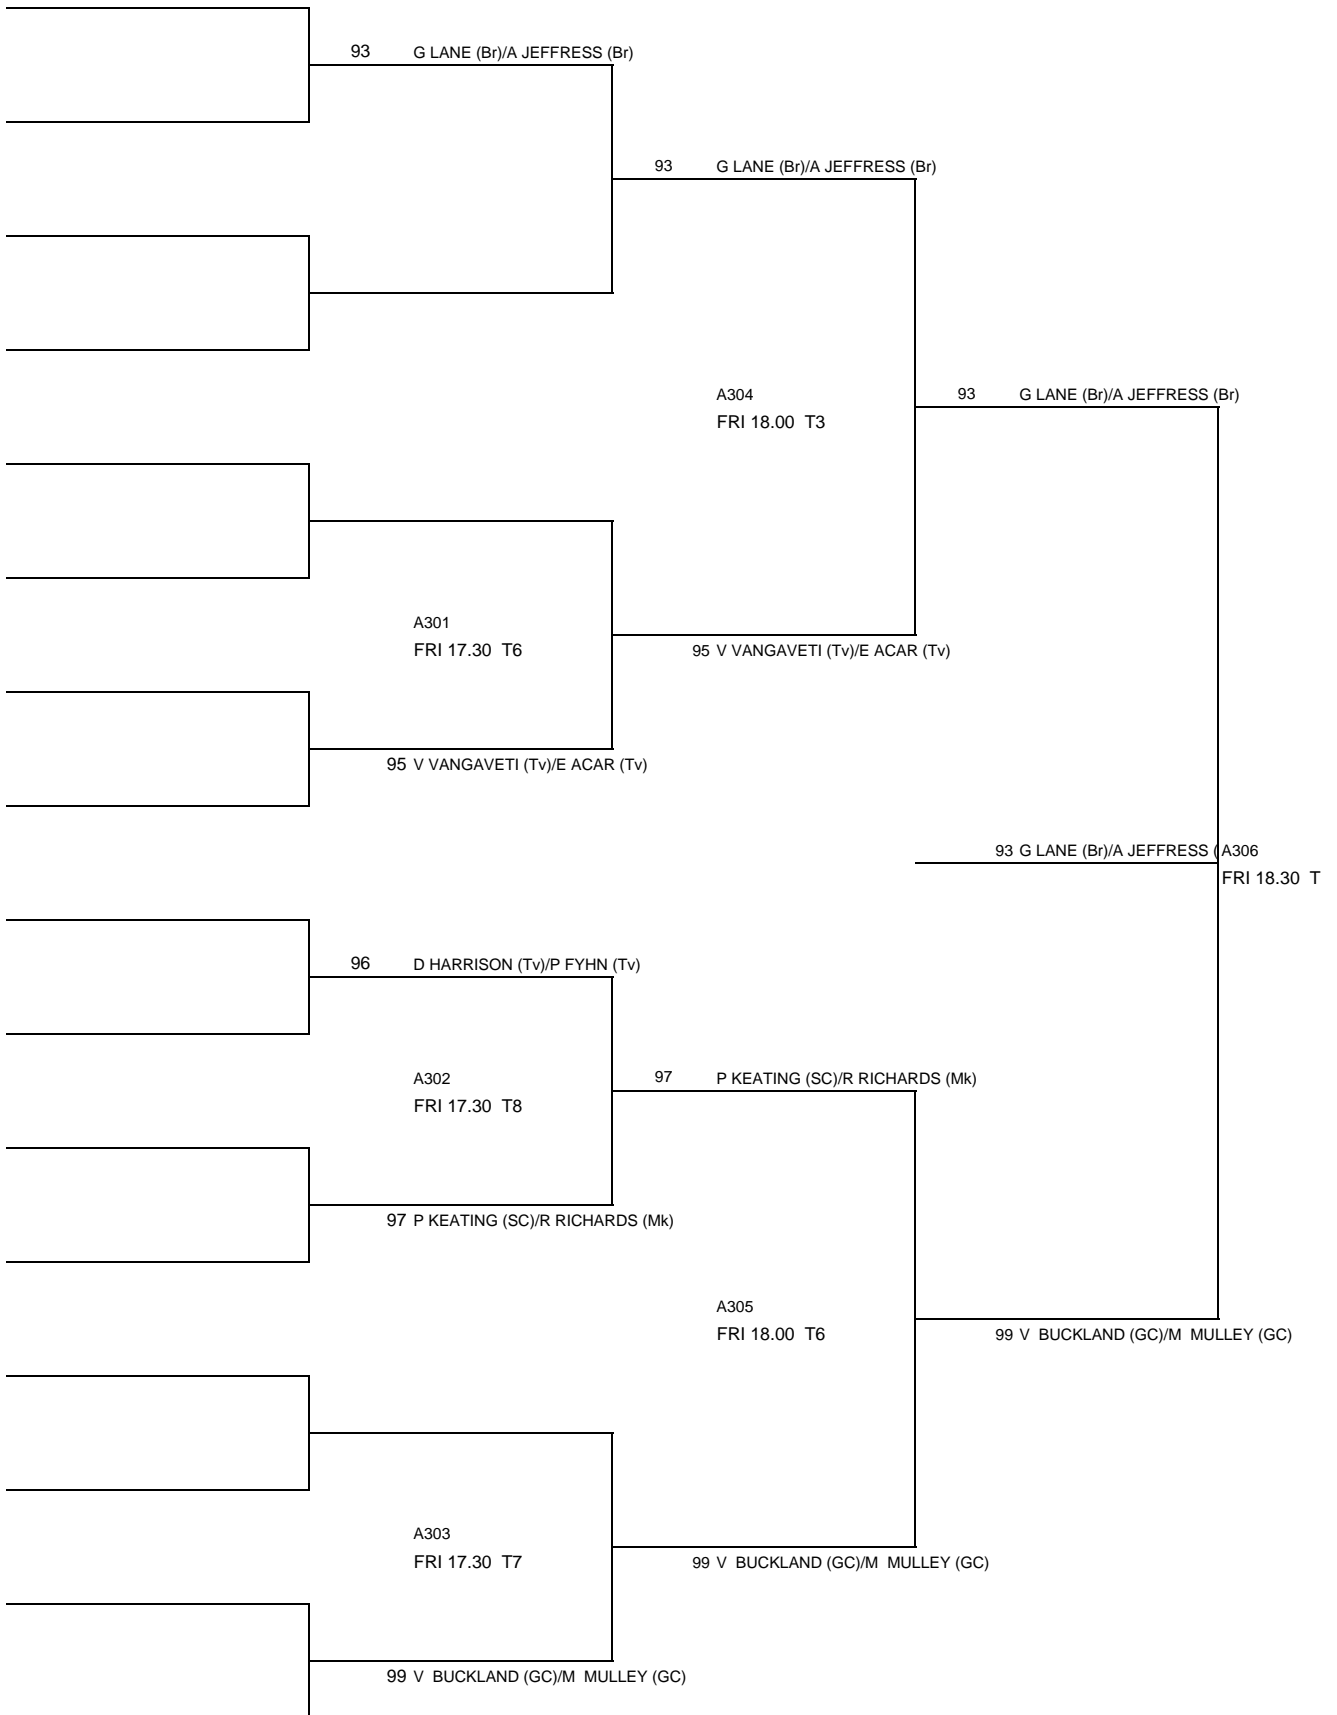 93 G LANE (Br)/A JEFFRESS (Br)
93 G LANE (Br)/A JEFFRESS (Br)
A304
FRI 18.00 T3
93 G LANE (Br)/A JEFFRESS (Br)
A301
FRI 17.30 T6
95 V VANGAVETI (Tv)/E ACAR (Tv)
95 V VANGAVETI (Tv)/E ACAR (Tv)
93 G LANE (Br)/A JEFFRESS (
A306
FRI 18.30 T
96 D HARRISON (Tv)/P FYHN (Tv)
A302
FRI 17.30 T8
97 P KEATING (SC)/R RICHARDS (Mk)
97 P KEATING (SC)/R RICHARDS (Mk)
A305
FRI 18.00 T6
99 V BUCKLAND (GC)/M MULLEY (GC)
A303
FRI 17.30 T7
99 V BUCKLAND (GC)/M MULLEY (GC)
99 V BUCKLAND (GC)/M MULLEY (GC)